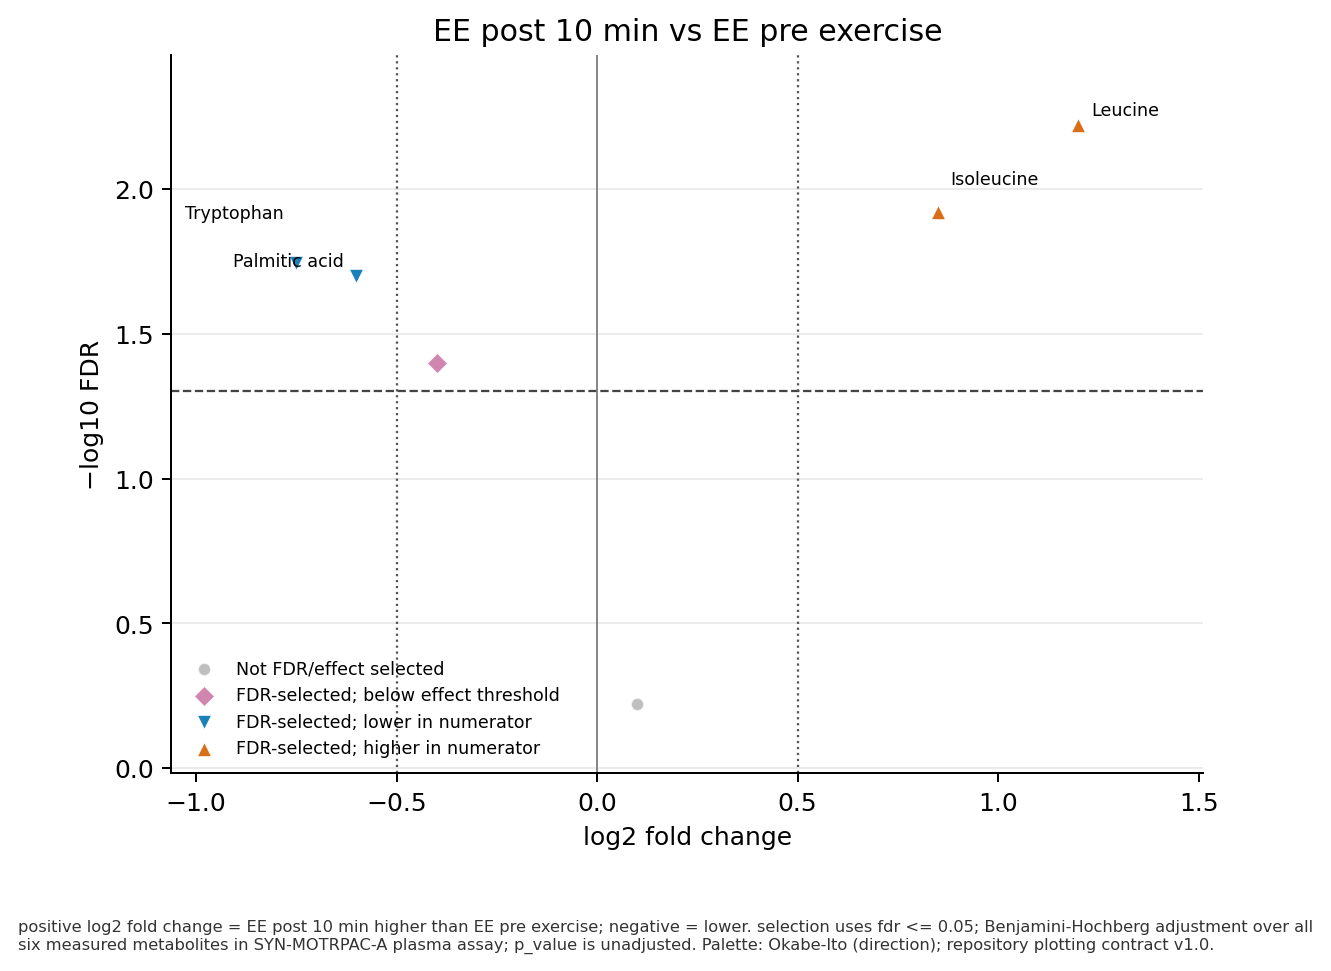 EE post 10 min vs EE pre exercise
Leucine
Isoleucine
Tryptophan
Palmitic acid
−log10 FDR
2.0
1.5
1.0
0.5
0.0
Not FDR/effect selected
FDR-selected; below effect threshold
FDR-selected; lower in numerator
FDR-selected; higher in numerator
−1.0 −0.5 0.0 0.5 1.0 1.5
log2 fold change
positive log2 fold change = EE post 10 min higher than EE pre exercise; negative = lower. selection uses fdr <= 0.05; Benjamini-Hochberg adjustment over all
six measured metabolites in SYN-MOTRPAC-A plasma assay; p_value is unadjusted. Palette: Okabe-Ito (direction); repository plotting contract v1.0.